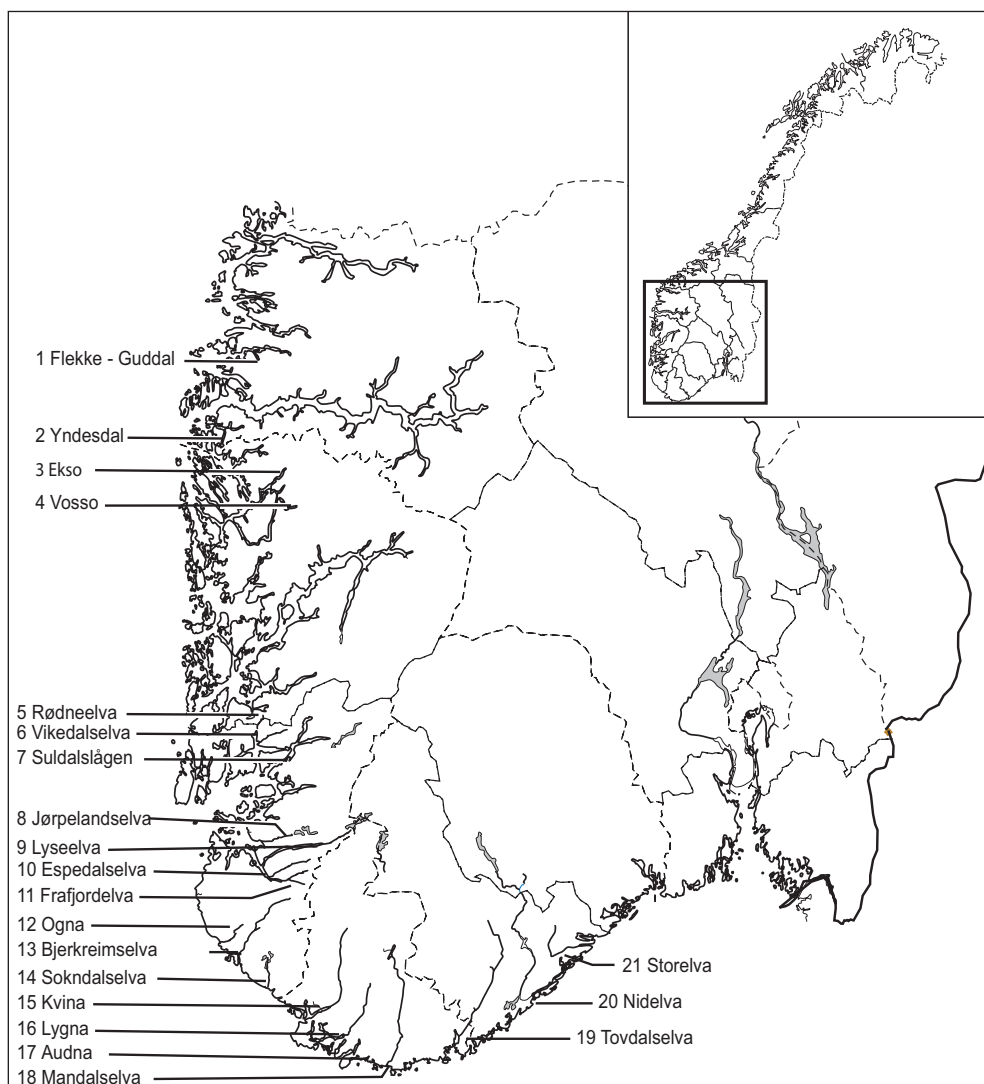 1 Flekke - Guddal
2 Yndesdal
3 Ekso
4 Vosso
5 Rødneelva
6 Vikedalselva
7 Suldalslågen
8 Jørpelandselva
9 Lyseelva
10 Espedalselva
11 Frafjordelva
12 Ogna
13 Bjerkreimselva
14 Sokndalselva
15 Kvina
16 Lygna
17 Audna
18 Mandalselva
19 Tovdalselva
20 Nidelva
21 Storelva